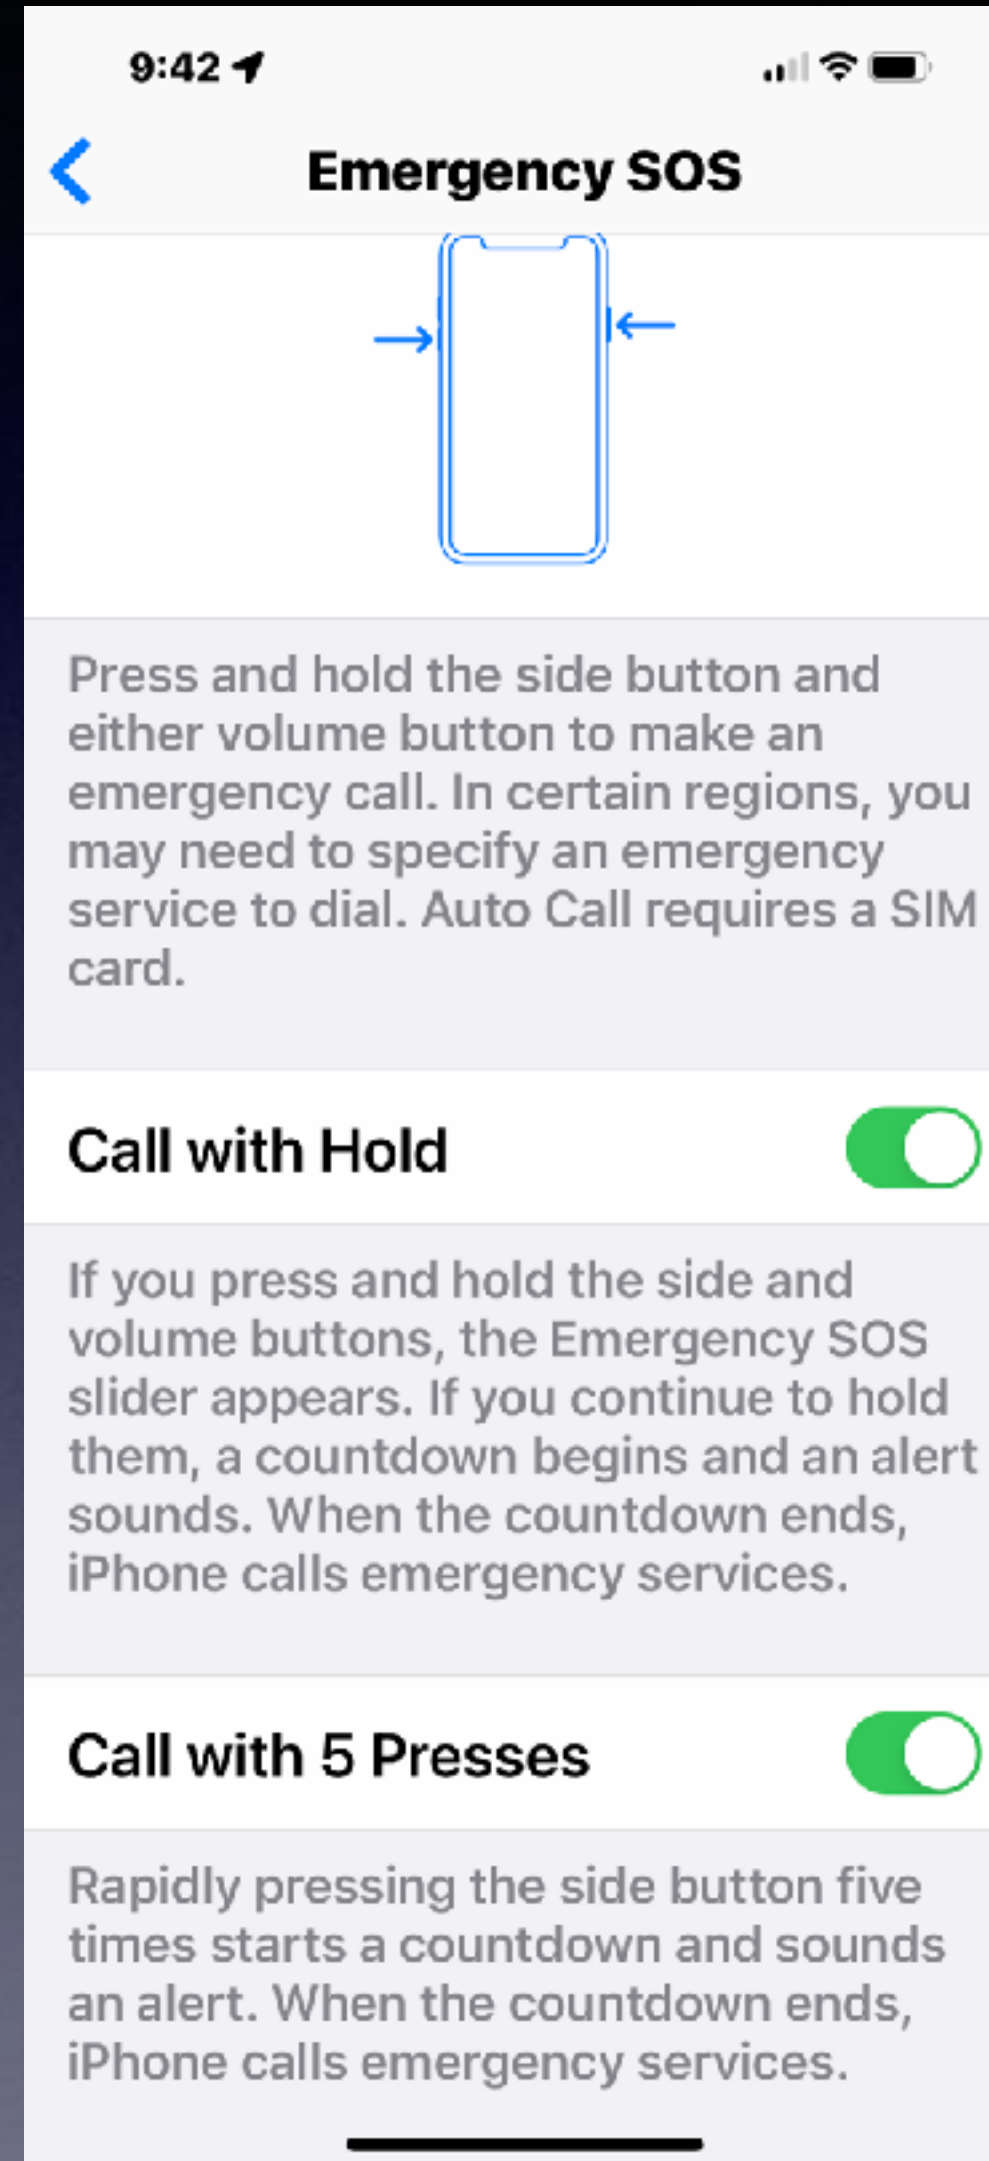 9:42
Emergency SOS
Press and hold the side button and
either volume button to make an
emergency call. In certain regions, you
may need to specify an emergency
service to dial. Auto Call requires a SIM
card.
Call with Hold
If you press and hold the side and
volume buttons, the Emergency SOS
slider appears. If you continue to hold
them, a countdown begins and an alert
sounds. When the countdown ends,
iPhone calls emergency services.
Call with 5 Presses
Rapidly pressing the side button five
times starts a countdown and sounds
an alert. When the countdown ends,
iPhone calls emergency services.